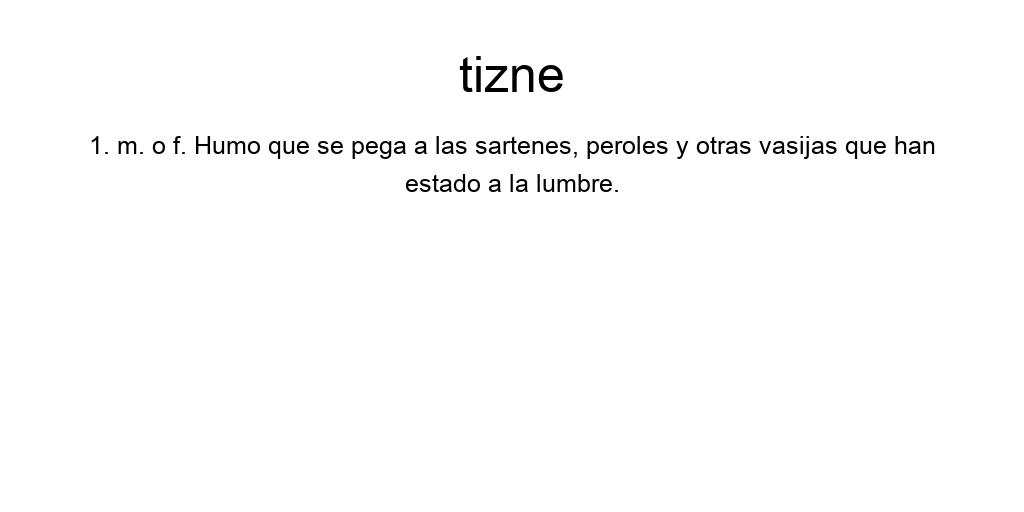 tizne
1. m. o f. Humo que se pega a las sartenes, peroles y otras vasijas que han
estado a la lumbre.